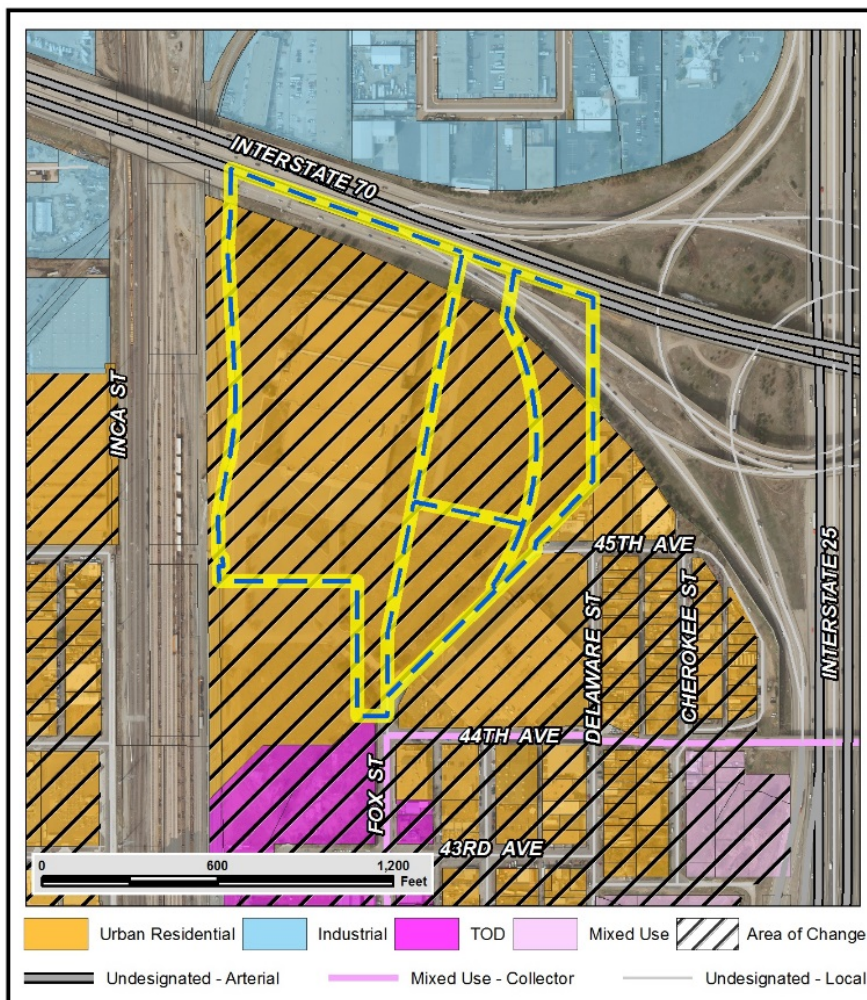 INTERSTATE 70
INCA ST
45TH AVE
DELAWARE ST
CHEROKEE ST
INTERSTATE 25
44TH AVE
FOX ST
43RD AVE
0 600 1,200
Feet
Urban Residential Industrial TOD Mixed Use Area of Change
Undesignated - Arterial Mixed Use - Collector Undesignated - Local